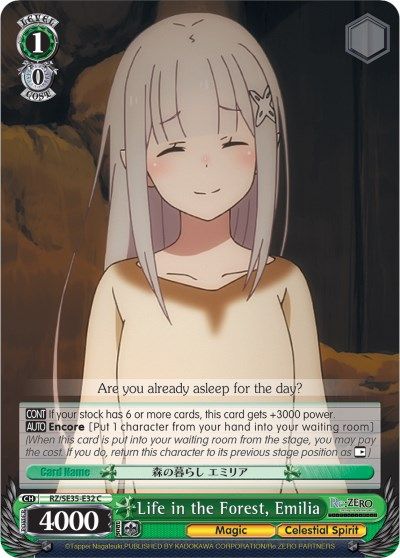 LEVEL
1
0
COST
Are you already asleep for the day?
CONT If your stock has 6 or more cards, this card gets +3000 power.
AUTO Encore [Put 1 character from your hand into your waiting room]
(When this card is put into your waiting room from the stage, you may pay
the cost. If you do, return this character to its previous stage position as
Card Name 森の暮らし エミリア
CH RZ/SE35-E32 C
POWER 4000 SOUL
Life in the Forest, Emilia
Re:ZERO
Magic Celestial Spirit
©Tappei Nagatsuki,PUBLISHED BY KADOKAWA CORPORATION/Re:ZERO PARTNERS